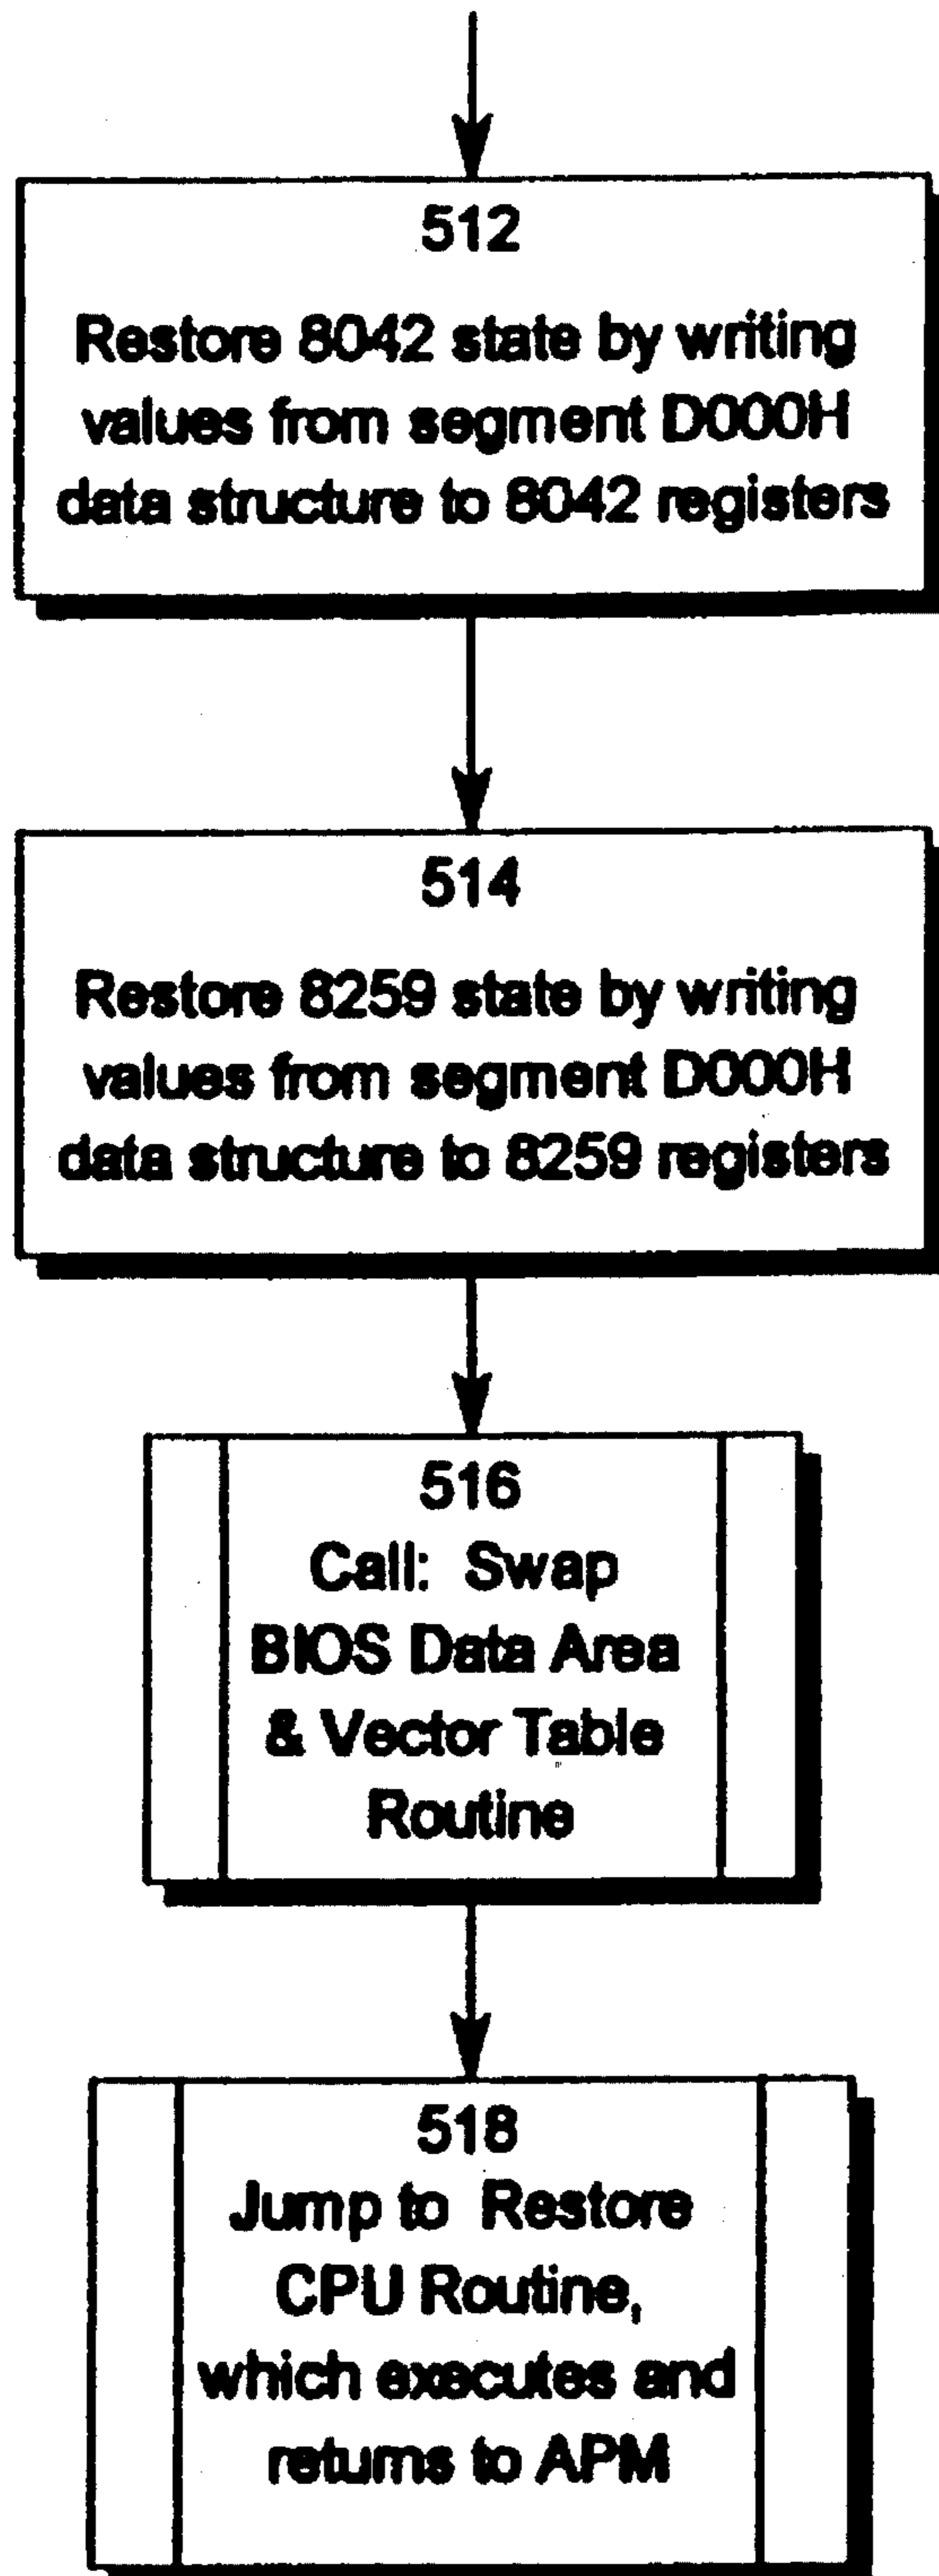 512
Restore 8042 state by writing
values from segment D000H
data structure to 8042 registers
514
Restore 8259 state by writing
values from segment D000H
data structure to 8259 registers
516
Call: Swap
BIOS Data Area
& Vector Table
Routine
518
Jump to Restore
CPU Routine,
which executes and
returns to APM